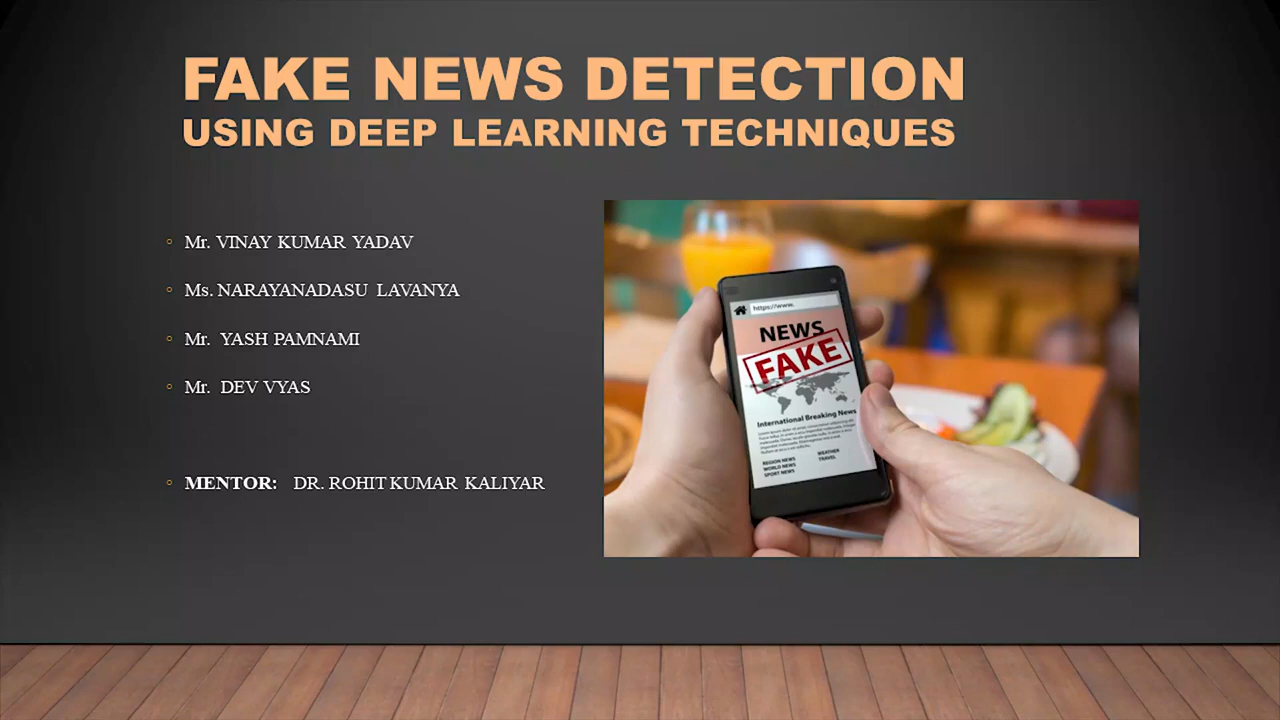 FAKE NEWS DETECTION
USING DEEP LEARNING TECHNIQUES
Mr. VINAY KUMAR YADAV
Ms. NARAYANADASU LAVANYA
Mr. YASH PAMNAMI
Mr. DEV VYAS
MENTOR: DR. ROHIT KUMAR KALIYAR
https://www.
NEWS
FAKE
International Breaking News
REGION NEWS
WORLD NEWS
SPORT NEWS
WEATHER
TRAVEL